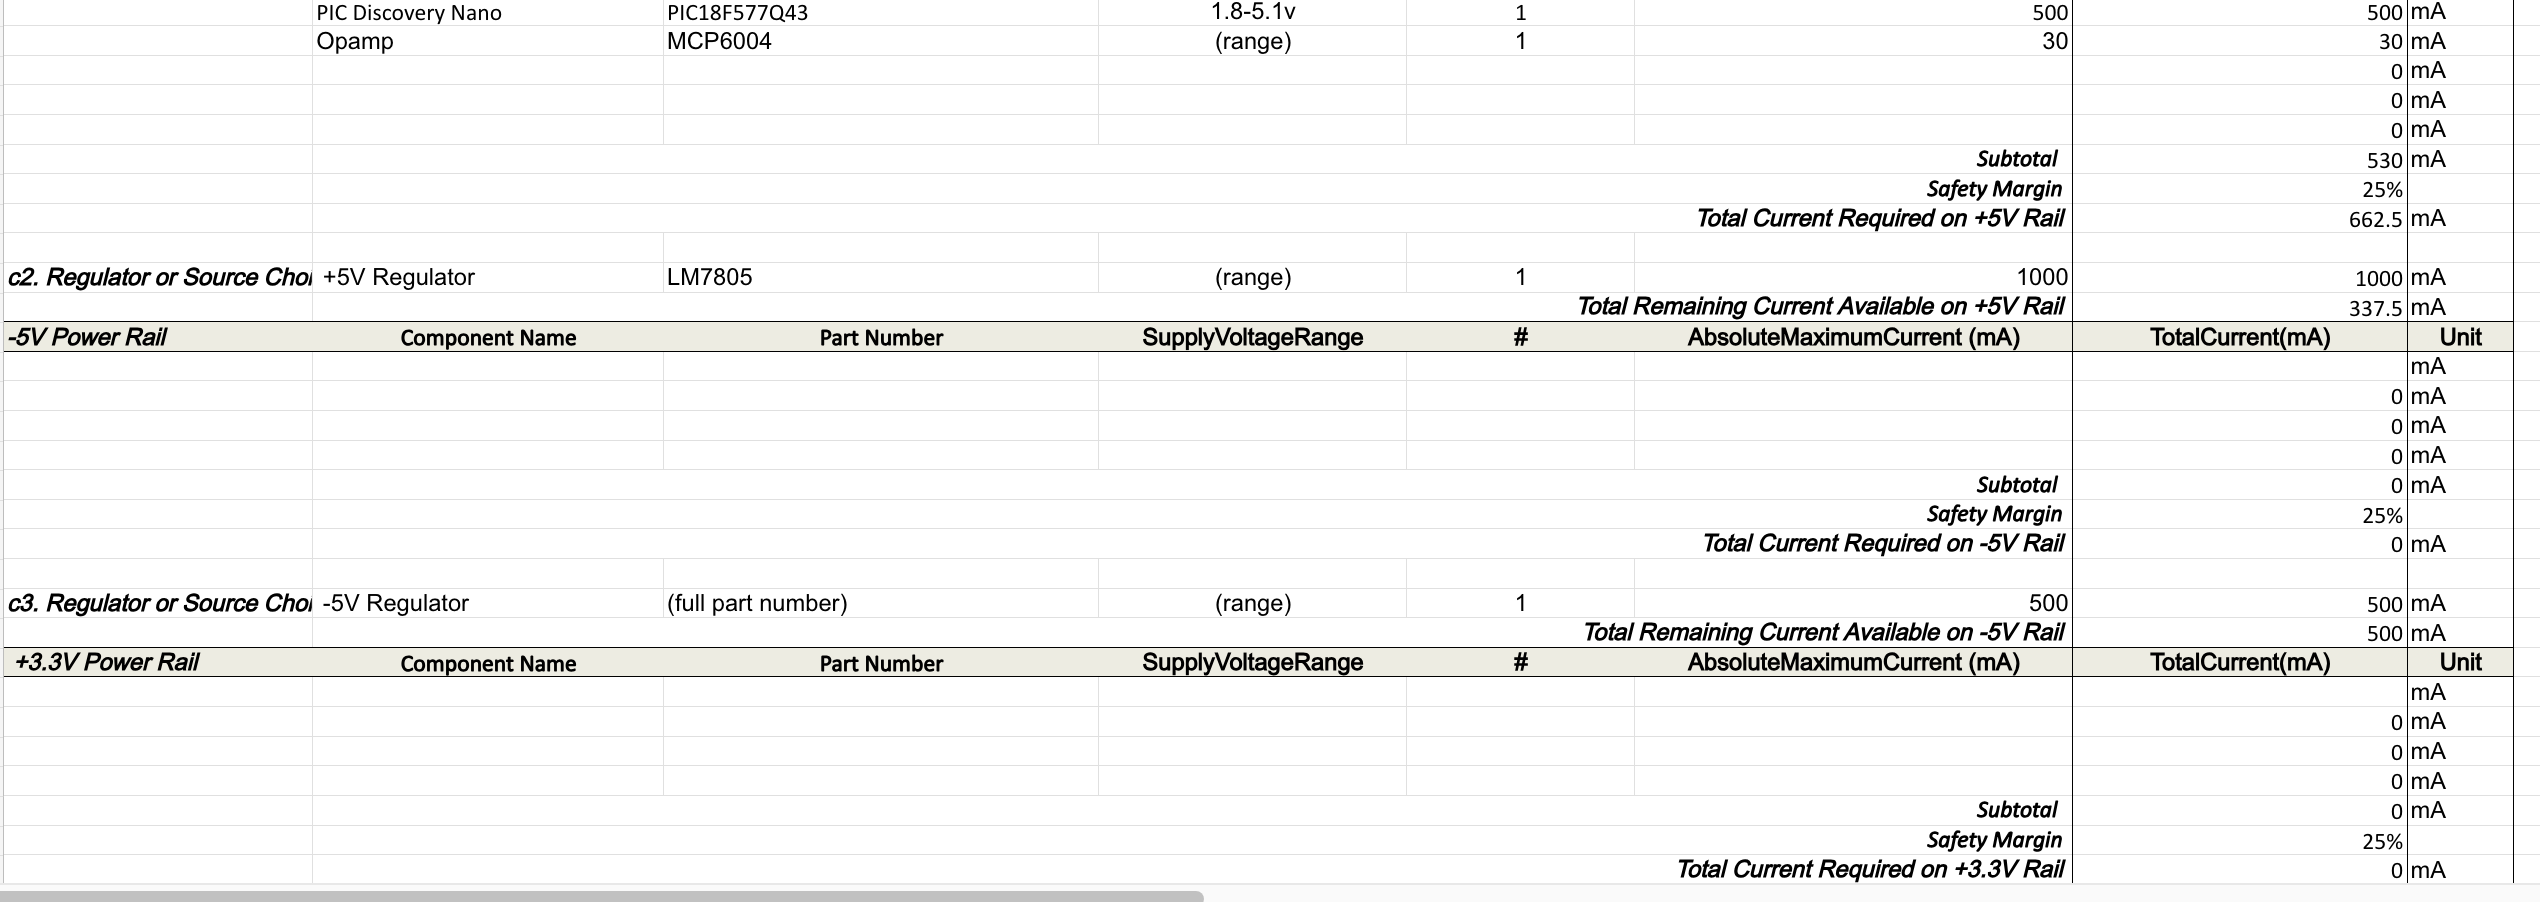 PIC Discovery Nano PIC18F577Q43 1.8-5.1v 1 500 500 mA
Opamp MCP6004 (range) 1 30 30 mA
0 mA
0 mA
0 mA
Subtotal 530 mA
Safety Margin 25%
Total Current Required on +5V Rail 662.5 mA
c2. Regulator or Source Choi +5V Regulator LM7805 (range) 1 1000 1000 mA
Total Remaining Current Available on +5V Rail 337.5 mA
-5V Power Rail Component Name Part Number SupplyVoltageRange # AbsoluteMaximumCurrent (mA) TotalCurrent(mA) Unit
mA
0 mA
0 mA
0 mA
Subtotal 0 mA
Safety Margin 25%
Total Current Required on -5V Rail 0 mA
c3. Regulator or Source Choi -5V Regulator (full part number) (range) 1 500 500 mA
Total Remaining Current Available on -5V Rail 500 mA
+3.3V Power Rail Component Name Part Number SupplyVoltageRange # AbsoluteMaximumCurrent (mA) TotalCurrent(mA) Unit
mA
0 mA
0 mA
0 mA
Subtotal 0 mA
Safety Margin 25%
Total Current Required on +3.3V Rail 0 mA